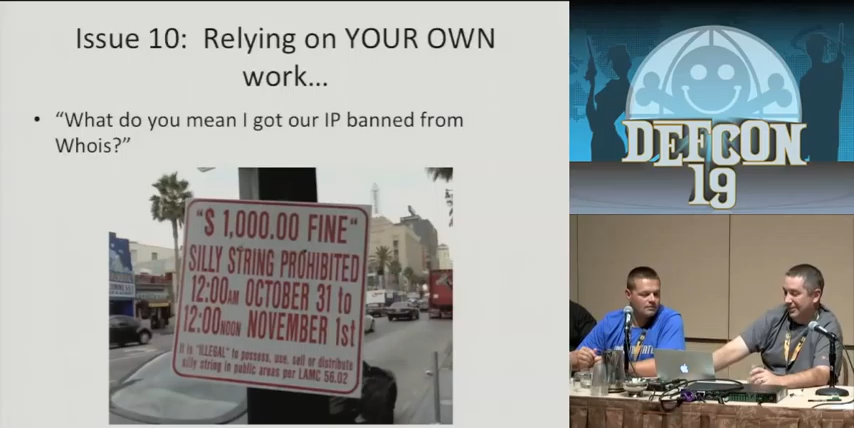 Issue 10: Relying on YOUR OWN
work...
• “What do you mean I got our IP banned from
Whois?”
"$ 1,000.00 FINE"
SILLY STRING PROHIBITED
12:00AM OCTOBER 31 to
12:00NOON NOVEMBER 1st
It is "ILLEGAL" to possess, use, sell or distribute
silly string in public areas per LAMC 56.02
DEFCON
19